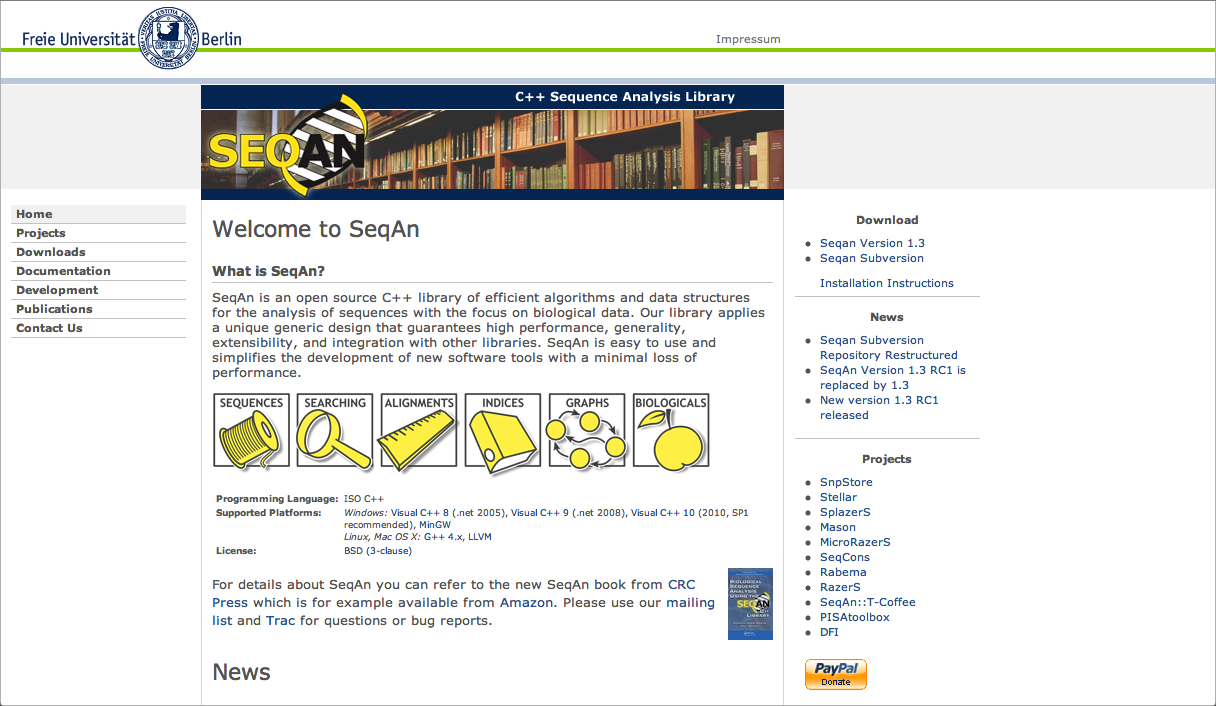 Freie Universität Berlin
Impressum
C++ Sequence Analysis Library
SEQAN
Home
Projects
Downloads
Documentation
Development
Publications
Contact Us
Welcome to SeqAn
What is SeqAn?
SeqAn is an open source C++ library of efficient algorithms and data structures
for the analysis of sequences with the focus on biological data. Our library applies
a unique generic design that guarantees high performance, generality,
extensibility, and integration with other libraries. SeqAn is easy to use and
simplifies the development of new software tools with a minimal loss of
performance.
SEQUENCES SEARCHING ALIGNMENTS INDICES GRAPHS BIOLOGICALS
Programming Language: ISO C++
Supported Platforms: Windows: Visual C++ 8 (.net 2005), Visual C++ 9 (.net 2008), Visual C++ 10 (2010, SP1
recommended), MinGW
Linux, Mac OS X: G++ 4.x, LLVM
License: BSD (3-clause)
For details about SeqAn you can refer to the new SeqAn book from CRC
Press which is for example available from Amazon. Please use our mailing
list and Trac for questions or bug reports.
BIOLOGICAL
SEQUENCE
ANALYSIS
USING THE
SEQAN
C++
LIBRARY
News
Download
Seqan Version 1.3
Seqan Subversion
Installation Instructions
News
Seqan Subversion
Repository Restructured
SeqAn Version 1.3 RC1 is
replaced by 1.3
New version 1.3 RC1
released
Projects
SnpStore
Stellar
SplazerS
Mason
MicroRazerS
SeqCons
Rabema
RazerS
SeqAn::T-Coffee
PISAtoolbox
DFI
PayPal
Donate